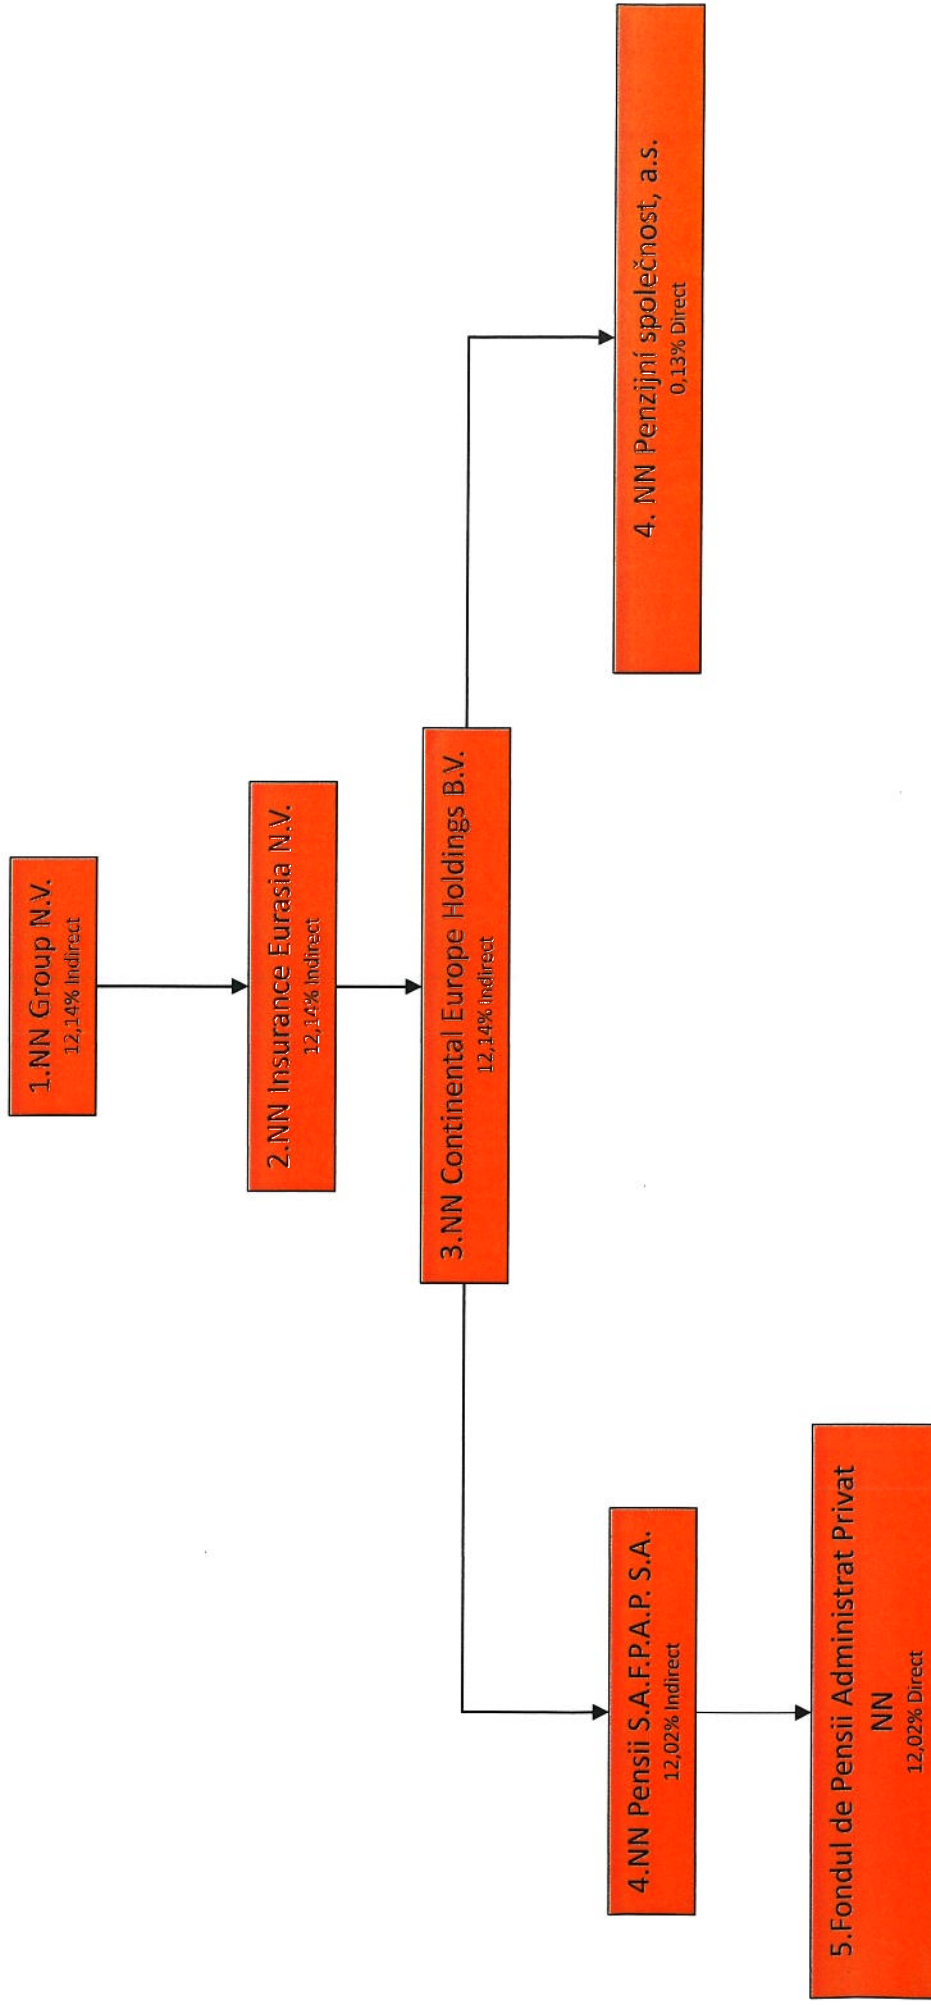 1.NN Group N.V.
12,14% Indirect
2.NN Insurance Eurasia N.V.
12,14% Indirect
3.NN Continental Europe Holdings B.V.
12,14% Indirect
4.NN Pensii S.A.F.P.A.P. S.A.
12,02% Indirect
4. NN Penzijní společnost, a.s.
0,13% Direct
5.Fondul de Pensii Administrat Privat
NN
12,02% Direct